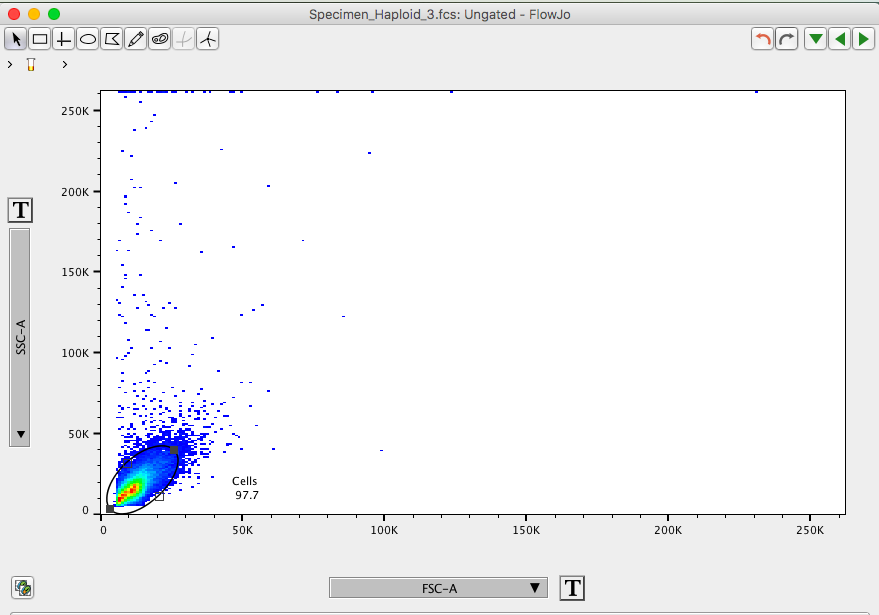 Specimen_Haploid_3.fcs: Ungated - FlowJo
250K
200K
T
150K
SSC-A
100K
50K
Cells
97.7
0
0 50K 100K 150K 200K 250K
FSC-A T